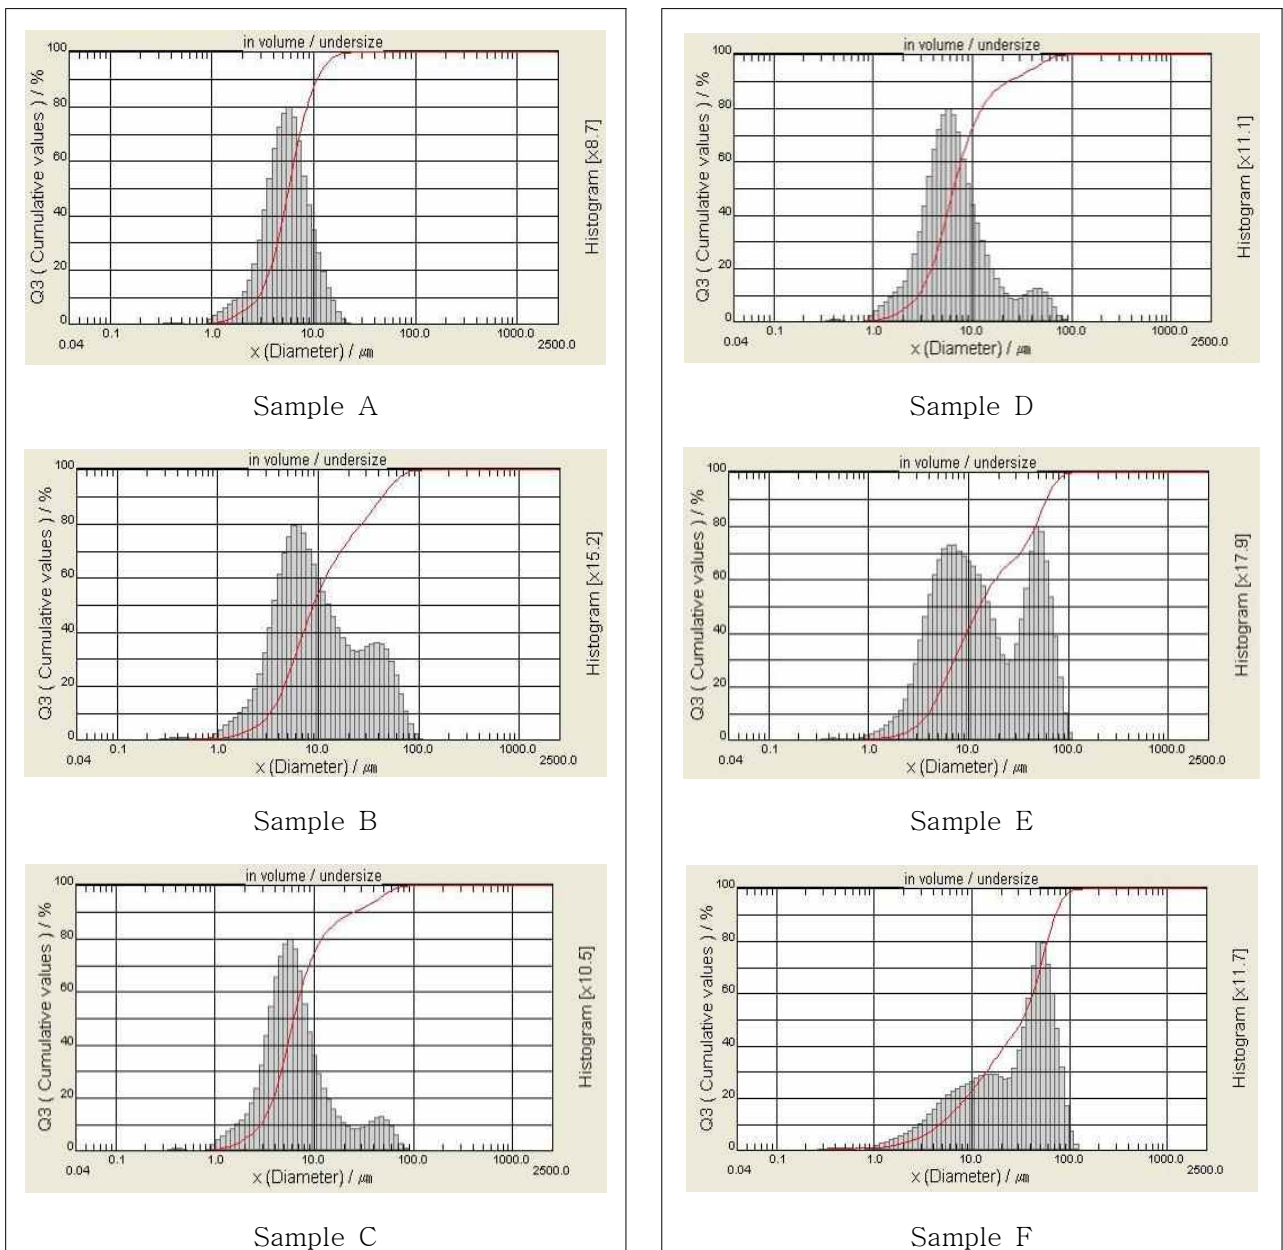 in volume / undersize
Q3 ( Cumulative values ) / %
100
80
60
40
20
0
0.1
1.0
10.0
100.0
1000.0
0.04
2500.0
x (Diameter) / μm
Histogram [x8.7]
Sample A
in volume / undersize
Q3 ( Cumulative values ) / %
100
80
60
40
20
0
0.1
1.0
10.0
100.0
1000.0
0.04
2500.0
x (Diameter) / μm
Histogram [x15.2]
Sample B
in volume / undersize
Q3 ( Cumulative values ) / %
100
80
60
40
20
0
0.1
1.0
10.0
100.0
1000.0
0.04
2500.0
x (Diameter) / μm
Histogram [x10.5]
Sample C
in volume / undersize
Q3 ( Cumulative values ) / %
100
80
60
40
20
0
0.1
1.0
10.0
100.0
1000.0
0.04
2500.0
x (Diameter) / μm
Histogram [x11.1]
Sample D
in volume / undersize
Q3 ( Cumulative values ) / %
100
80
60
40
20
0
0.1
1.0
10.0
100.0
1000.0
0.04
2500.0
x (Diameter) / μm
Histogram [x17.9]
Sample E
in volume / undersize
Q3 ( Cumulative values ) / %
100
80
60
40
20
0
0.1
1.0
10.0
100.0
1000.0
0.04
2500.0
x (Diameter) / μm
Histogram [x11.7]
Sample F